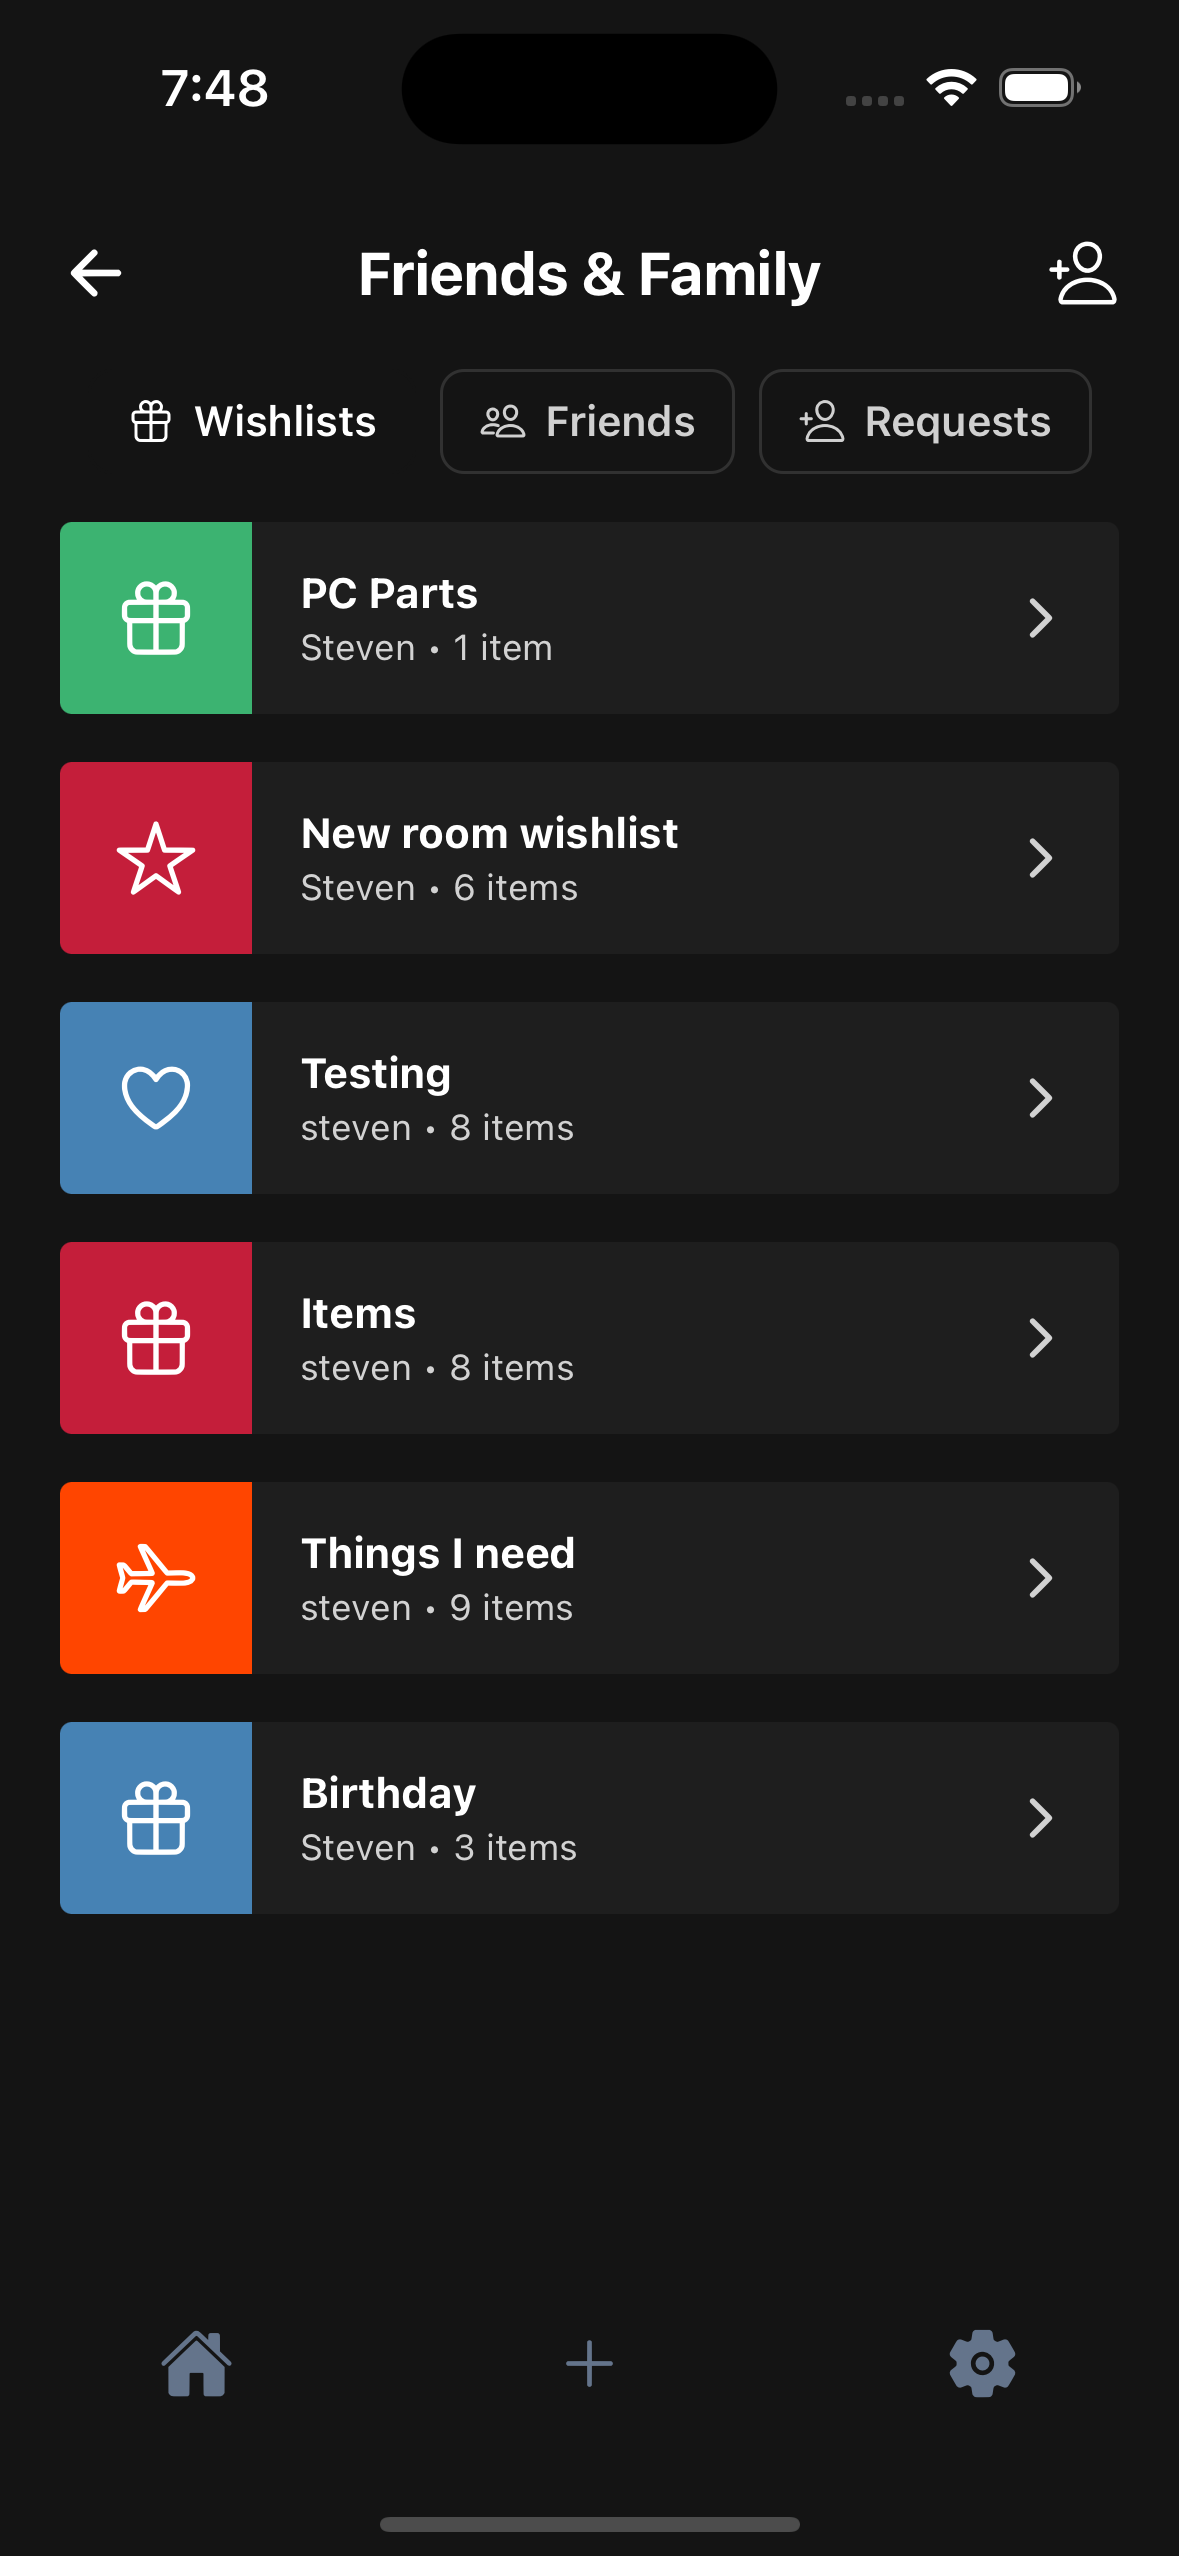 7:48
Friends & Family
Wishlists
Friends
Requests
PC Parts
Steven • 1 item
New room wishlist
Steven • 6 items
Testing
steven • 8 items
Items
steven • 8 items
Things I need
steven • 9 items
Birthday
Steven • 3 items